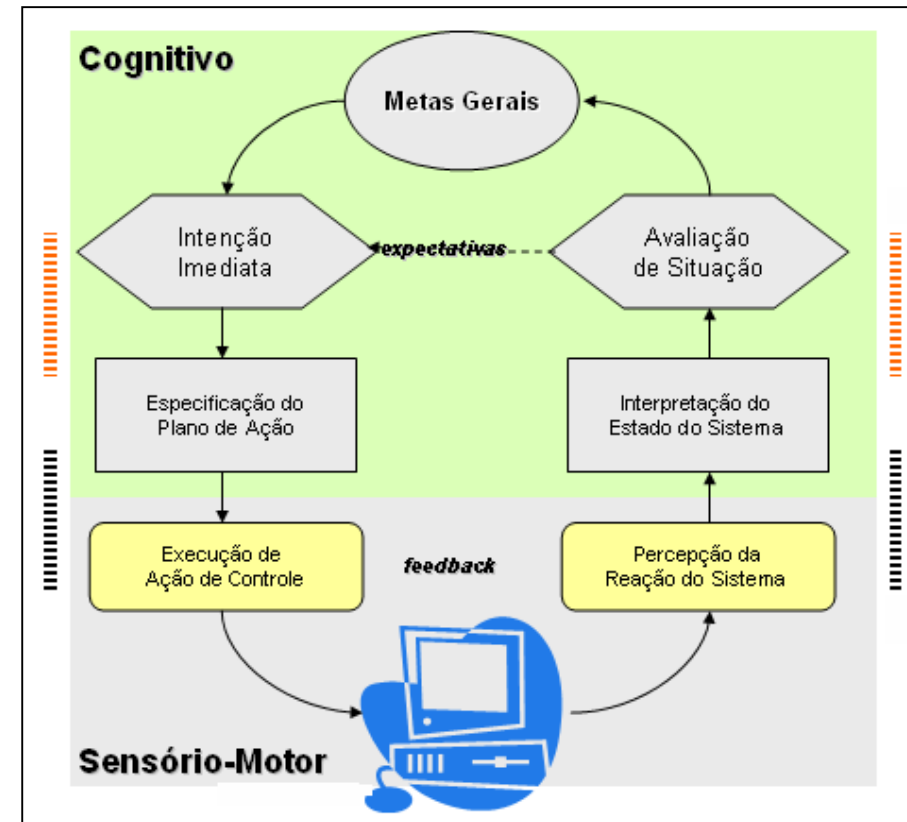 Cognitivo
Metas Gerais
Intenção
Imediata
expectativas
Avaliação
de Situação
Especificação do
Plano de Ação
Interpretação do
Estado do Sistema
Execução de
Ação de Controle
feedback
Percepção da
Reação do Sistema
Sensório-Motor